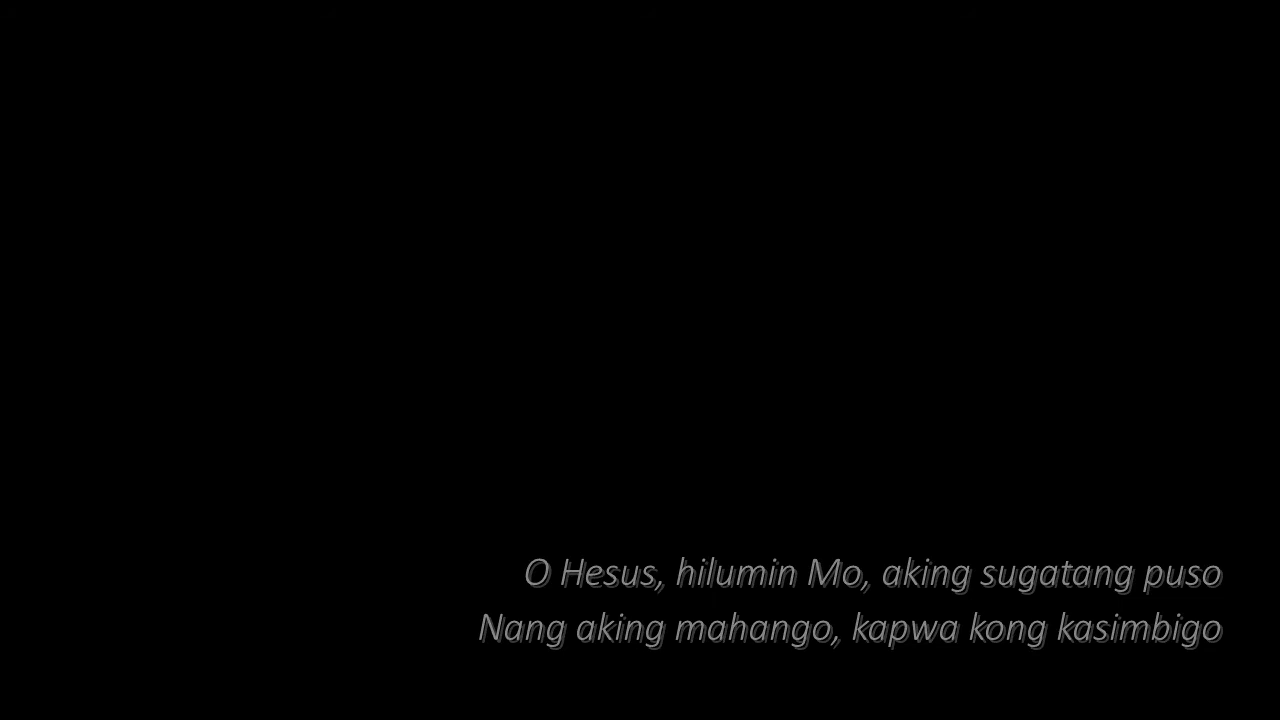 O Hesus, hilumin Mo, aking sugatang puso
Nang aking mahango, kapwa kong kasimbigo